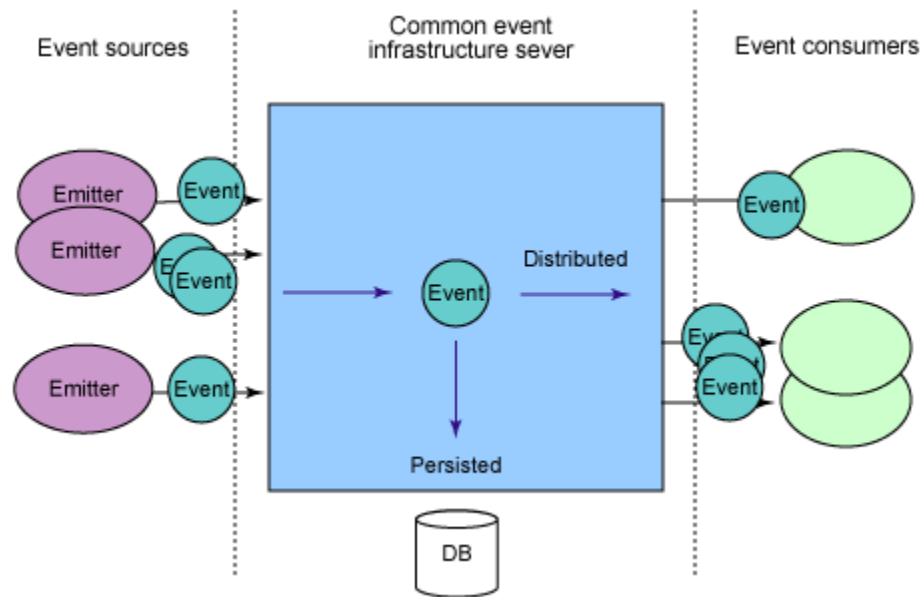 Event sources
Common event
infrastructure sever
Event consumers
Emitter
Event
Emitter
Event
Emitter
Event
Event
Distributed
Persisted
Event
Event
Event
DB